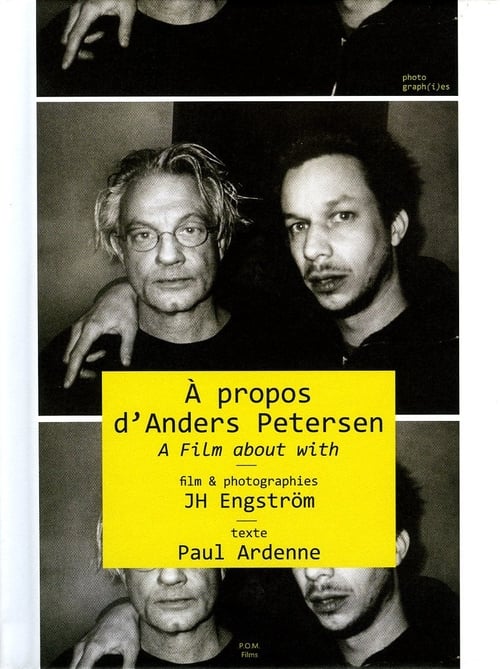 photo
graph(i)es
À propos
d'Anders Petersen
A Film about with
film & photographies
JH Engström
texte
Paul Ardenne
P.O.M.
Films